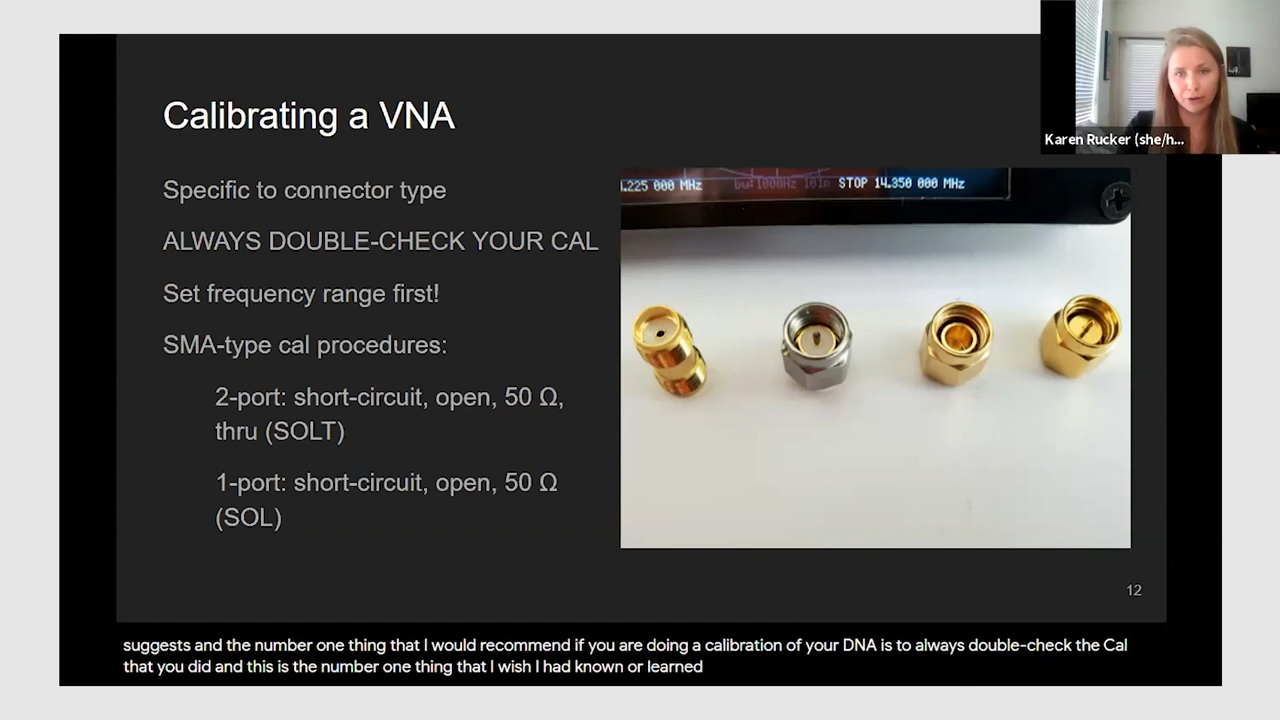 Calibrating a VNA
Karen Rucker (she/h...
Specific to connector type
ALWAYS DOUBLE-CHECK YOUR CAL
Set frequency range first!
SMA-type cal procedures:
2-port: short-circuit, open, 50 Ω,
thru (SOLT)
1-port: short-circuit, open, 50 Ω
(SOL)
.225 000 MHz bw:1000Hz 101p STOP 14.350 000 MHz
12
suggests and the number one thing that I would recommend if you are doing a calibration of your DNA is to always double-check the Cal
that you did and this is the number one thing that I wish I had known or learned